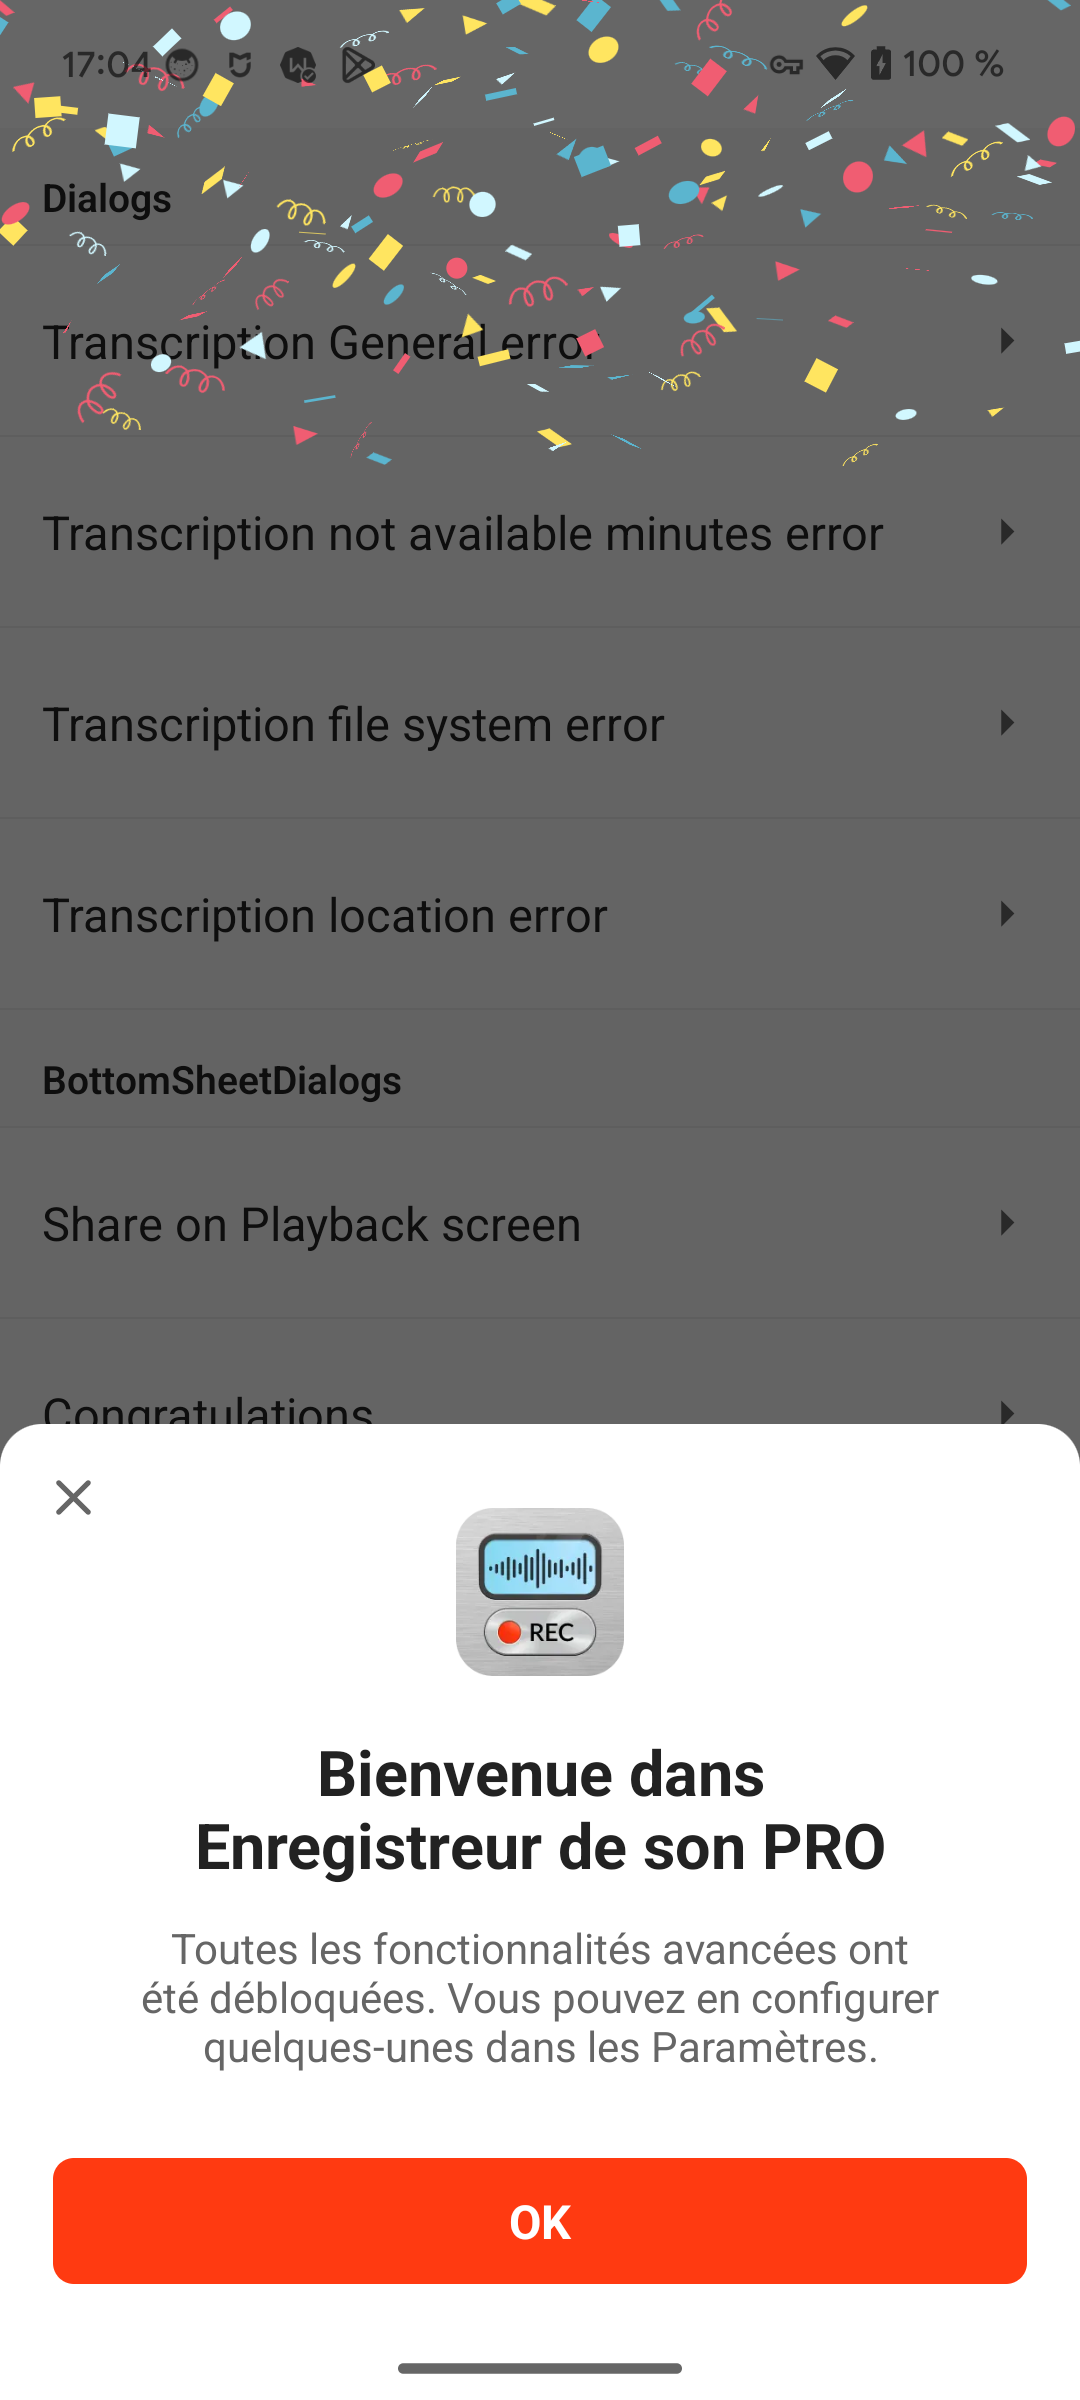 17:04
100 %
Dialogs
Transcription General error
Transcription not available minutes error
Transcription file system error
Transcription location error
BottomSheetDialogs
Share on Playback screen
Congratulations
REC
Bienvenue dans
Enregistreur de son PRO
Toutes les fonctionnalités avancées ont
été débloquées. Vous pouvez en configurer
quelques-unes dans les Paramètres.
OK